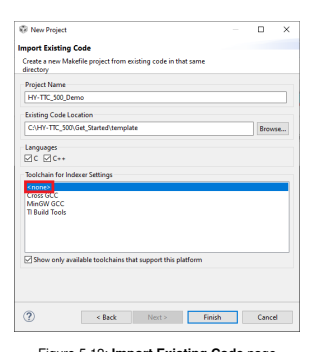 New Project
Import Existing Code
Create a new Makefile project from existing code in that same
directory
Project Name
HY-TTC_500_Demo
Existing Code Location
C:\HY-TTC_500\Get_Started\template
Browse...
Languages
C C++
Toolchain for Indexer Settings
<none>
Cross GCC
MinGW GCC
TI Build Tools
Show only available toolchains that support this platform
? < Back Next > Finish Cancel
Import Existing Code page